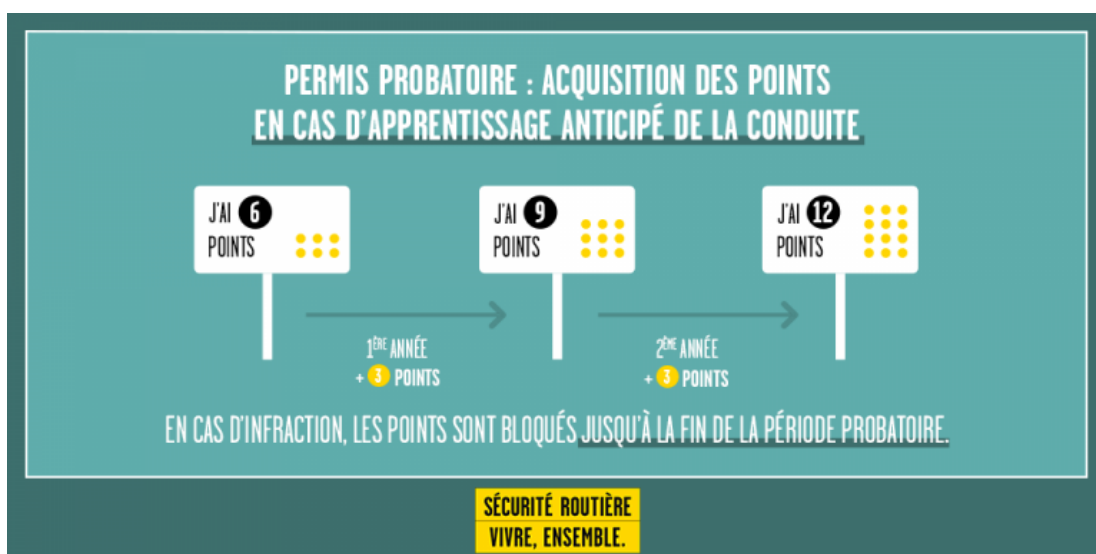 PERMIS PROBATOIRE : ACQUISITION DES POINTS
EN CAS D'APPRENTISSAGE ANTICIPÉ DE LA CONDUITE
J'AI 6
POINTS
J'AI 9
POINTS
J'AI 12
POINTS
1ÈRE ANNÉE
+ 3 POINTS
2ÈME ANNÉE
+ 3 POINTS
EN CAS D'INFRACTION, LES POINTS SONT BLOQUÉS JUSQU'À LA FIN DE LA PÉRIODE PROBATOIRE.
SÉCURITÉ ROUTIÈRE
VIVRE, ENSEMBLE.